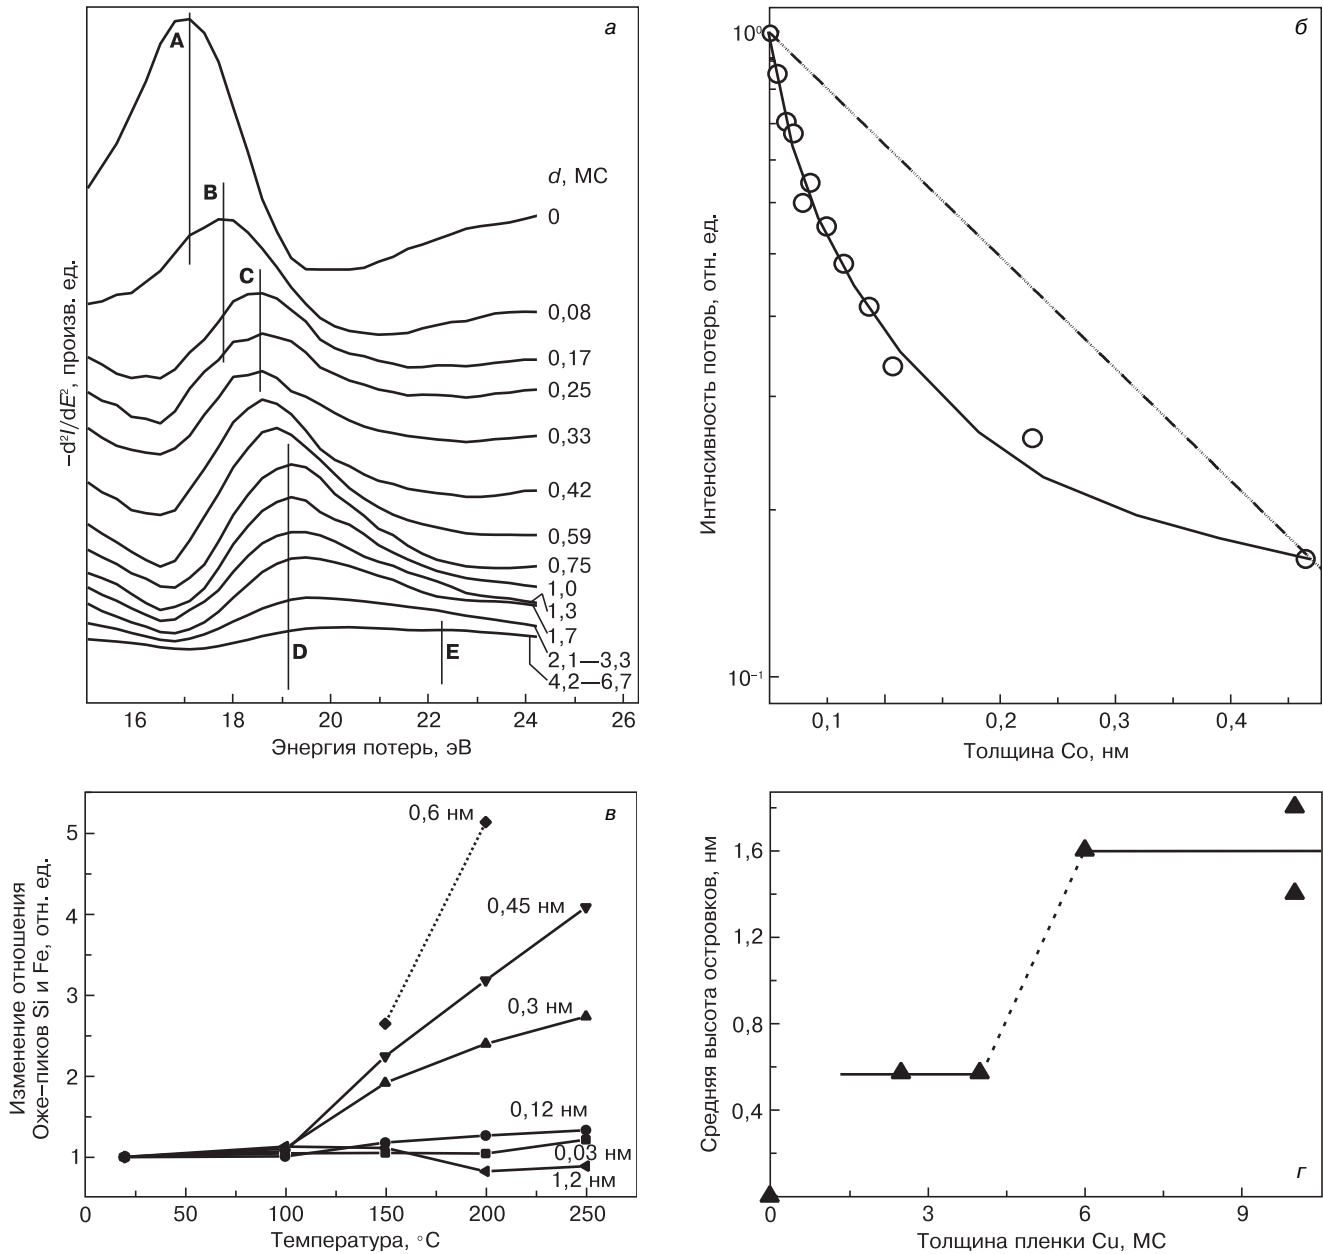 а
A
B
C
D
E
d, МС
0
0,08
0,17
0,25
0,33
0,42
0,59
0,75
1,0
1,3
1,7
2,1—3,3
4,2—6,7
–d²I/dE², произв. ед.
16 18 20 22 24 26
Энергия потерь, эВ
б
10⁰
10⁻¹
Интенсивность потерь, отн. ед.
0,1 0,2 0,3 0,4
Толщина Co, нм
в
0,6 нм
0,45 нм
0,3 нм
0,12 нм
0,03 нм
1,2 нм
5
4
3
2
1
Изменение отношения
Оже–пиков Si и Fe, отн. ед.
0 50 100 150 200 250
Температура, °C
г
1,6
1,2
0,8
0,4
Средняя высота островков, нм
0 3 6 9
Толщина пленки Cu, МС